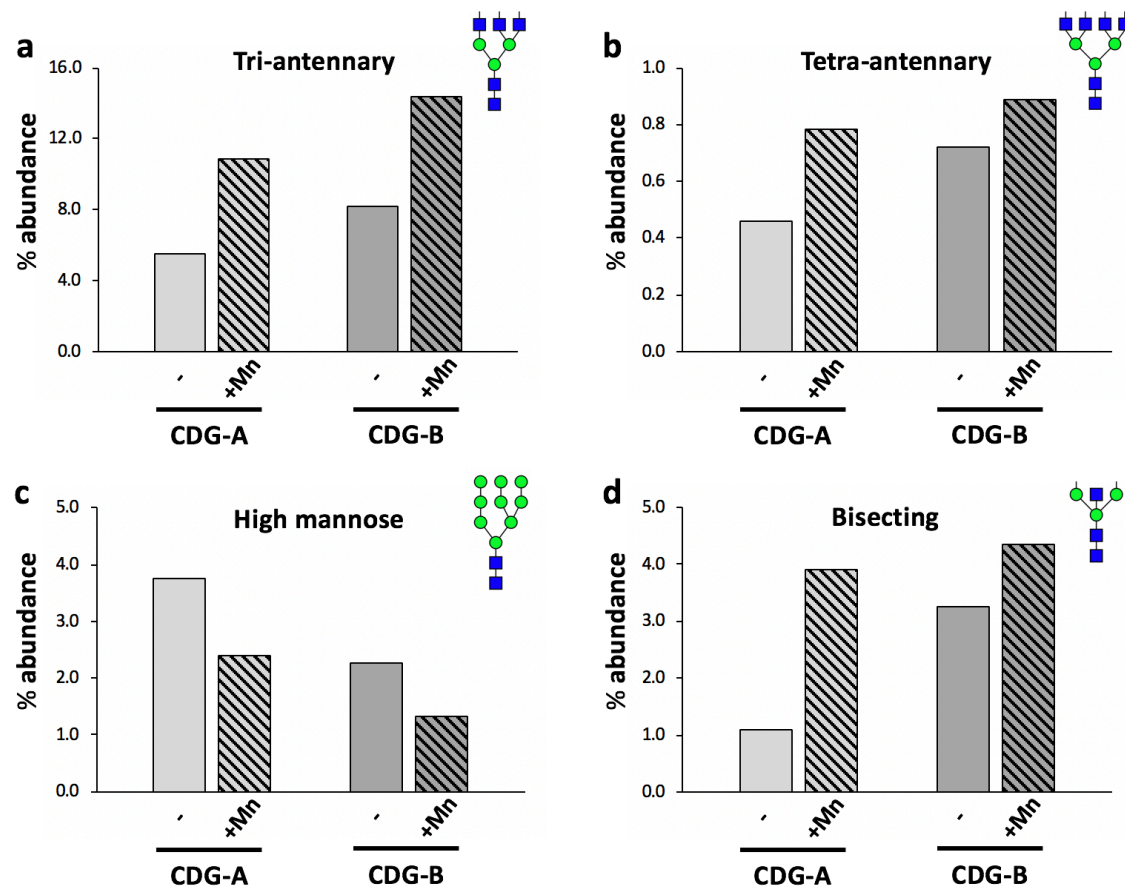 a
Tri-antennary
% abundance
16.0
12.0
8.0
4.0
0.0
-
+Mn
-
+Mn
CDG-A
CDG-B
b
Tetra-antennary
% abundance
1.0
0.8
0.6
0.4
0.2
0.0
-
+Mn
-
+Mn
CDG-A
CDG-B
c
High mannose
% abundance
5.0
4.0
3.0
2.0
1.0
0.0
-
+Mn
-
+Mn
CDG-A
CDG-B
d
Bisecting
% abundance
5.0
4.0
3.0
2.0
1.0
0.0
-
+Mn
-
+Mn
CDG-A
CDG-B